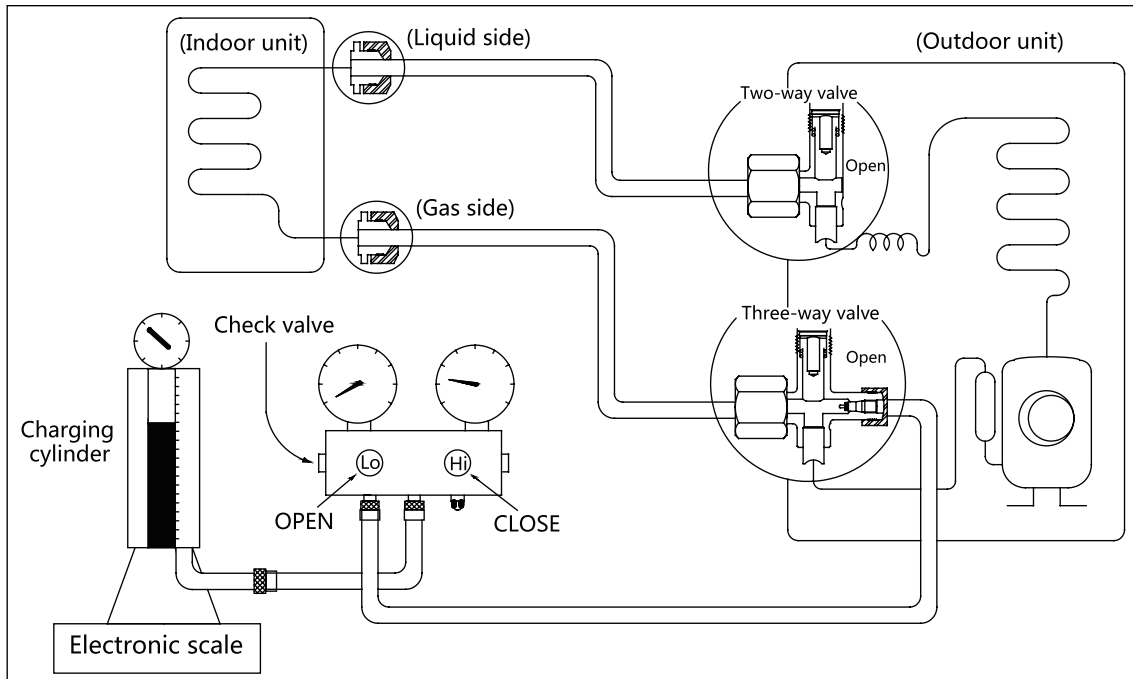 (Indoor unit)
(Liquid side)
(Outdoor unit)
Two-way valve
Open
(Gas side)
Three-way valve
Open
Check valve
Charging
cylinder
Lo
Hi
OPEN
CLOSE
Electronic scale